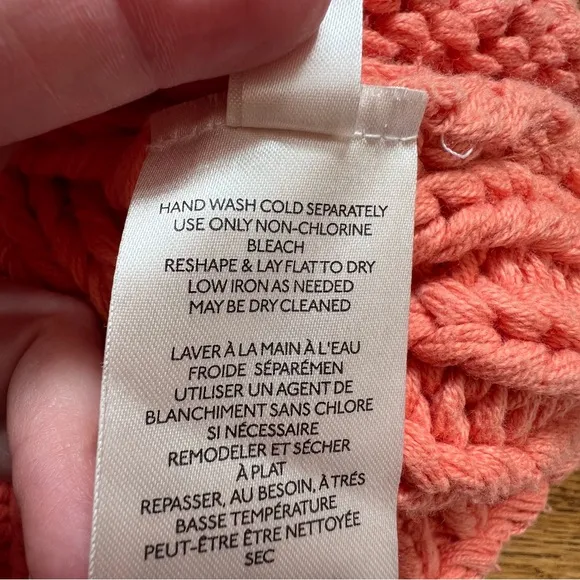 HAND WASH COLD SEPARATELY
USE ONLY NON-CHLORINE
BLEACH
RESHAPE & LAY FLAT TO DRY
LOW IRON AS NEEDED
MAY BE DRY CLEANED
LAVER À LA MAIN À L'EAU
FROIDE SÉPARÉMEN
UTILISER UN AGENT DE
BLANCHIMENT SANS CHLORE
SI NÉCESSAIRE
REMODELER ET SÉCHER
À PLAT
REPASSER, AU BESOIN, À TRÉS
BASSE TEMPÉRATURE
PEUT-ÊTRE ÊTRE NETTOYÉE
SEC